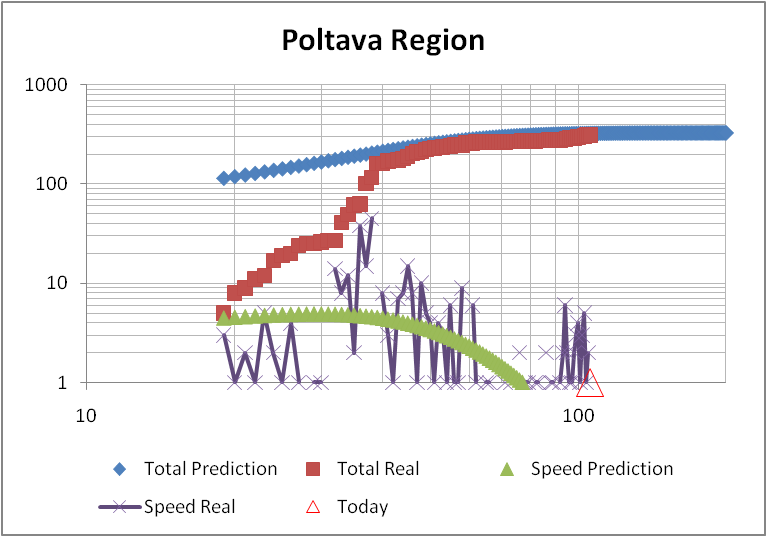 Poltava Region
1000
100
10
1
10 100
Total Prediction Total Real Speed Prediction
Speed Real Today